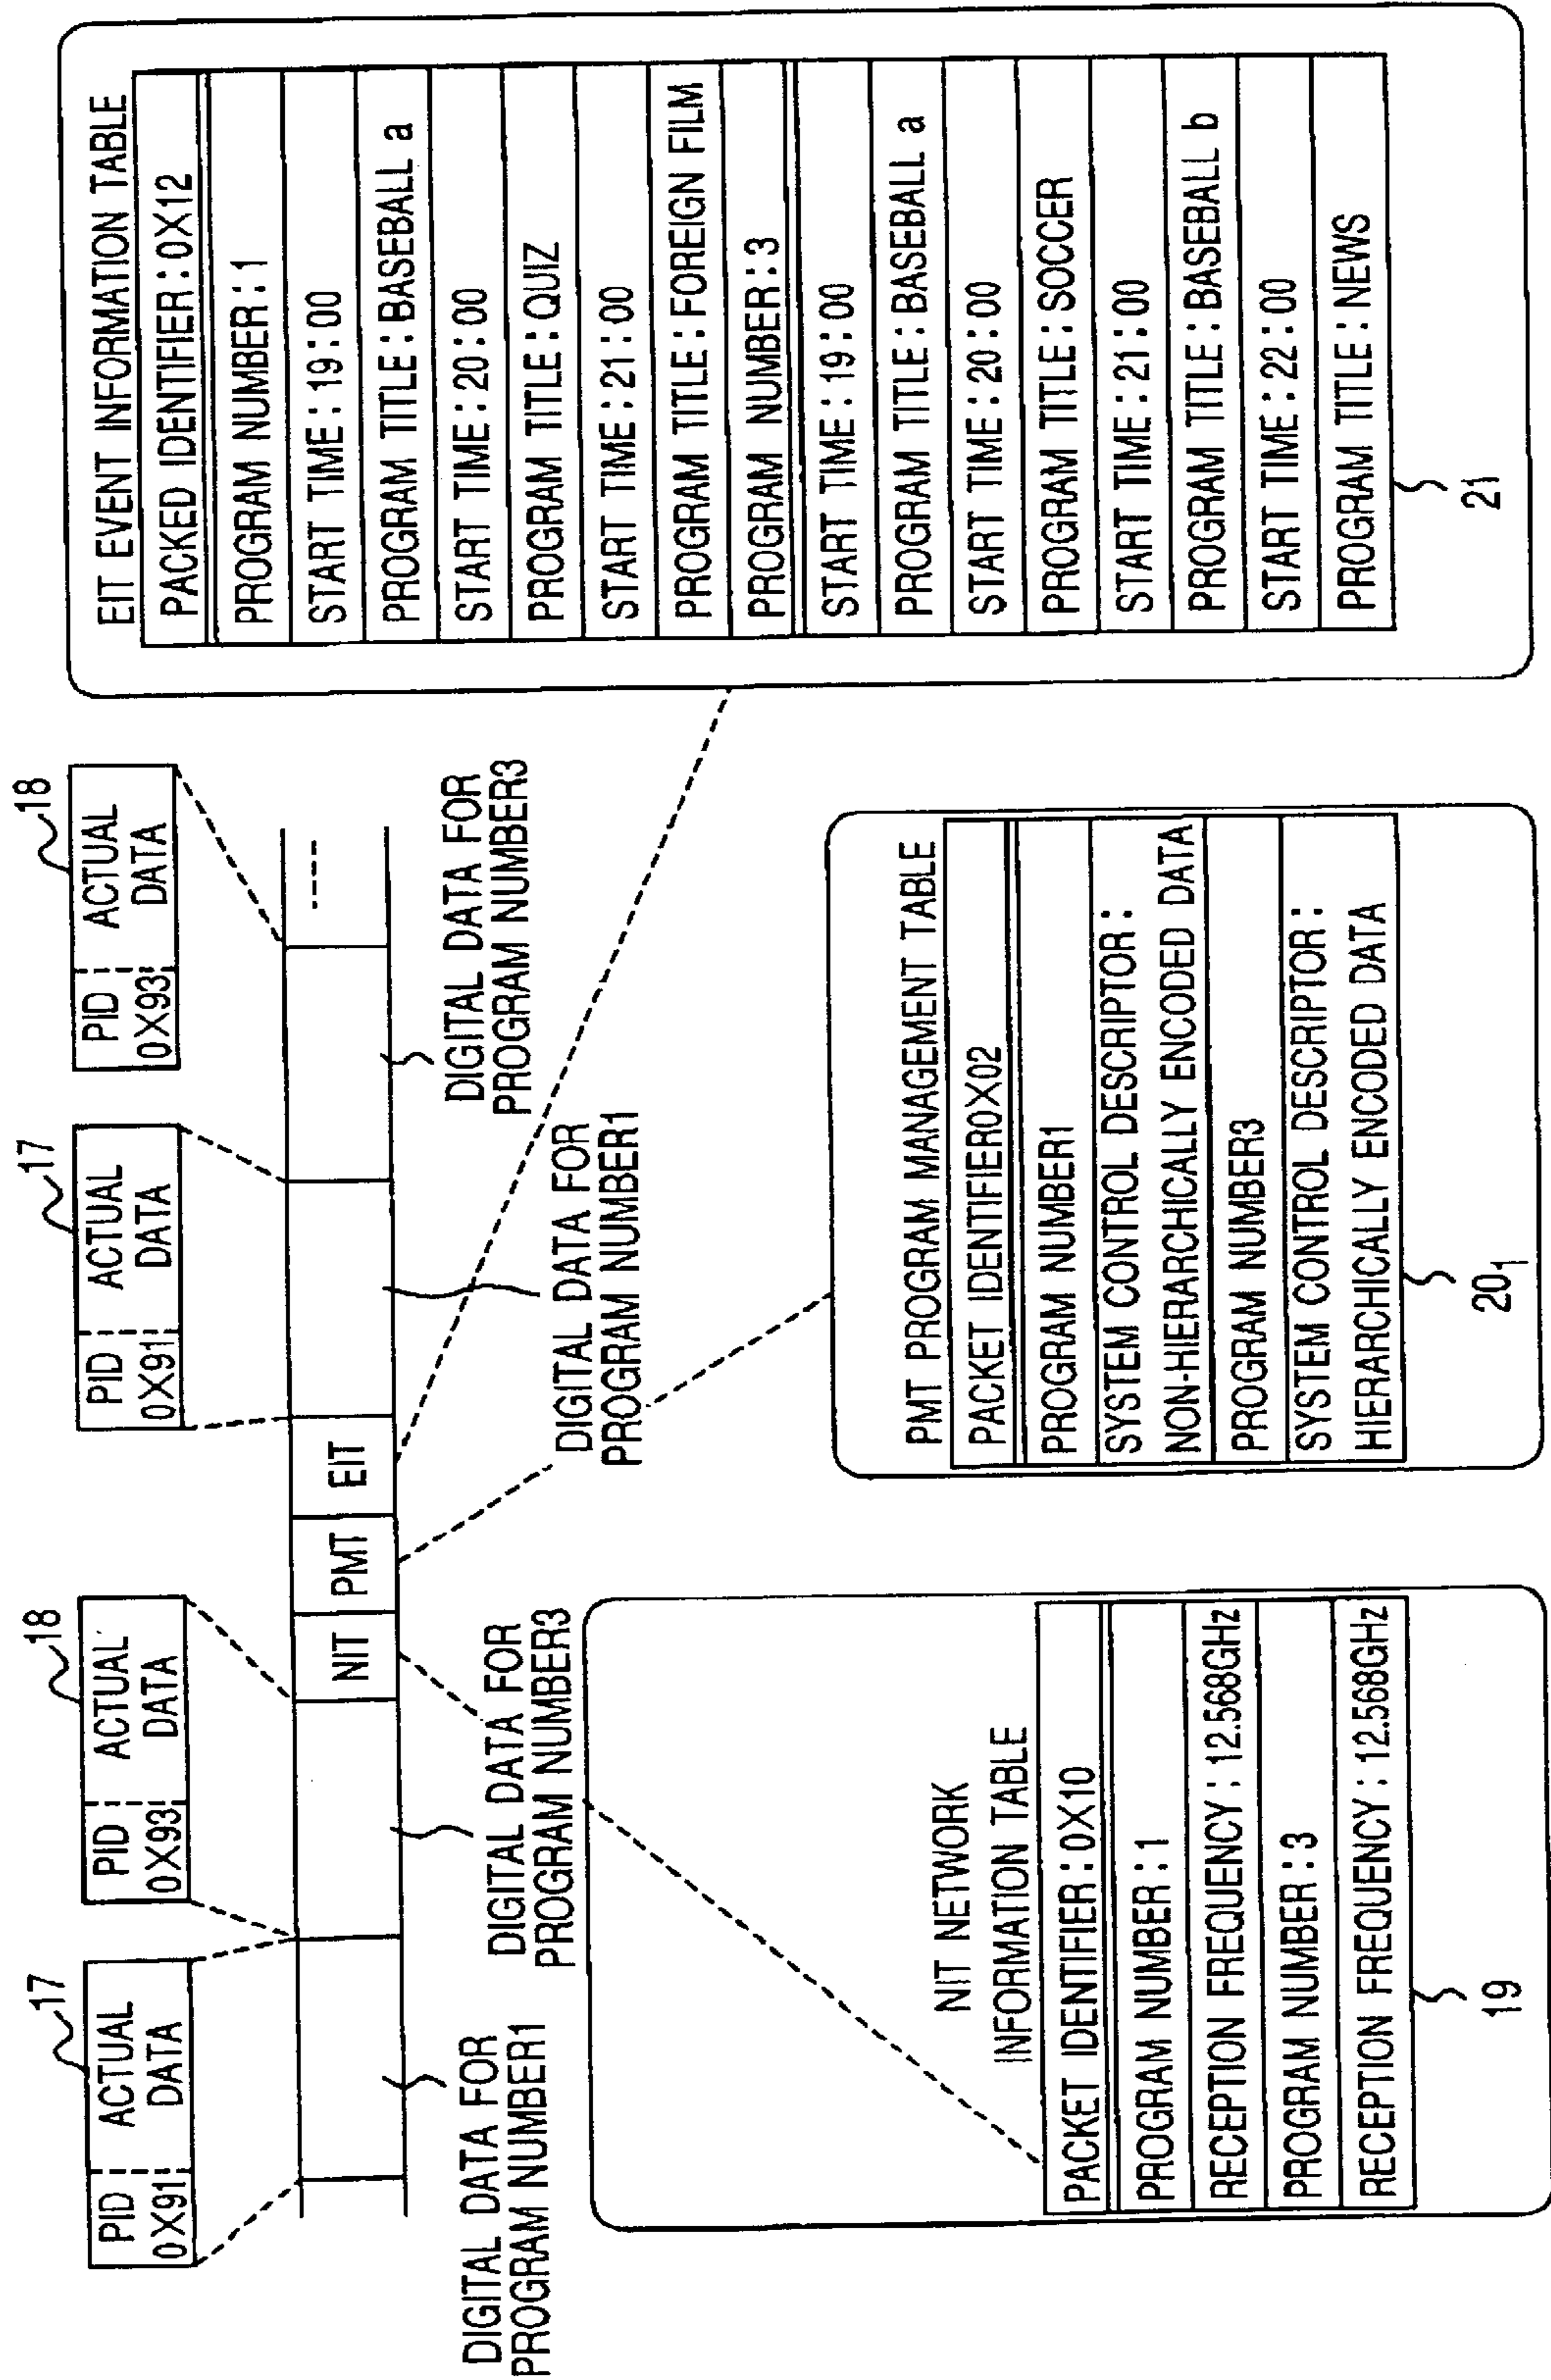 17
PID ACTUAL
0X91 DATA
18
PID ACTUAL
0X93 DATA
17
PID ACTUAL
0X91 DATA
18
PID ACTUAL
0X93 DATA
NIT PMT EIT
DIGITAL DATA FOR
PROGRAM NUMBER1
DIGITAL DATA FOR
PROGRAM NUMBER3
DIGITAL DATA FOR
PROGRAM NUMBER1
DIGITAL DATA FOR
PROGRAM NUMBER3
NIT NETWORK
INFORMATION TABLE
PACKET IDENTIFIER:0X10
PROGRAM NUMBER:1
RECEPTION FREQUENCY:12.568GHz
PROGRAM NUMBER:3
RECEPTION FREQUENCY:12.568GHz
19
PMT PROGRAM MANAGEMENT TABLE
PACKET IDENTIFIER0X02
PROGRAM NUMBER1
SYSTEM CONTROL DESCRIPTOR:
NON-HIERARCHICALLY ENCODED DATA
PROGRAM NUMBER3
SYSTEM CONTROL DESCRIPTOR:
HIERARCHICALLY ENCODED DATA
20₁
EIT EVENT INFORMATION TABLE
PACKED IDENTIFIER:0X12
PROGRAM NUMBER:1
START TIME:19:00
PROGRAM TITLE:BASEBALL a
START TIME:20:00
PROGRAM TITLE:QUIZ
START TIME:21:00
PROGRAM TITLE:FOREIGN FILM
PROGRAM NUMBER:3
START TIME:19:00
PROGRAM TITLE:BASEBALL a
START TIME:20:00
PROGRAM TITLE:SOCCER
START TIME:21:00
PROGRAM TITLE:BASEBALL b
START TIME:22:00
PROGRAM TITLE:NEWS
21